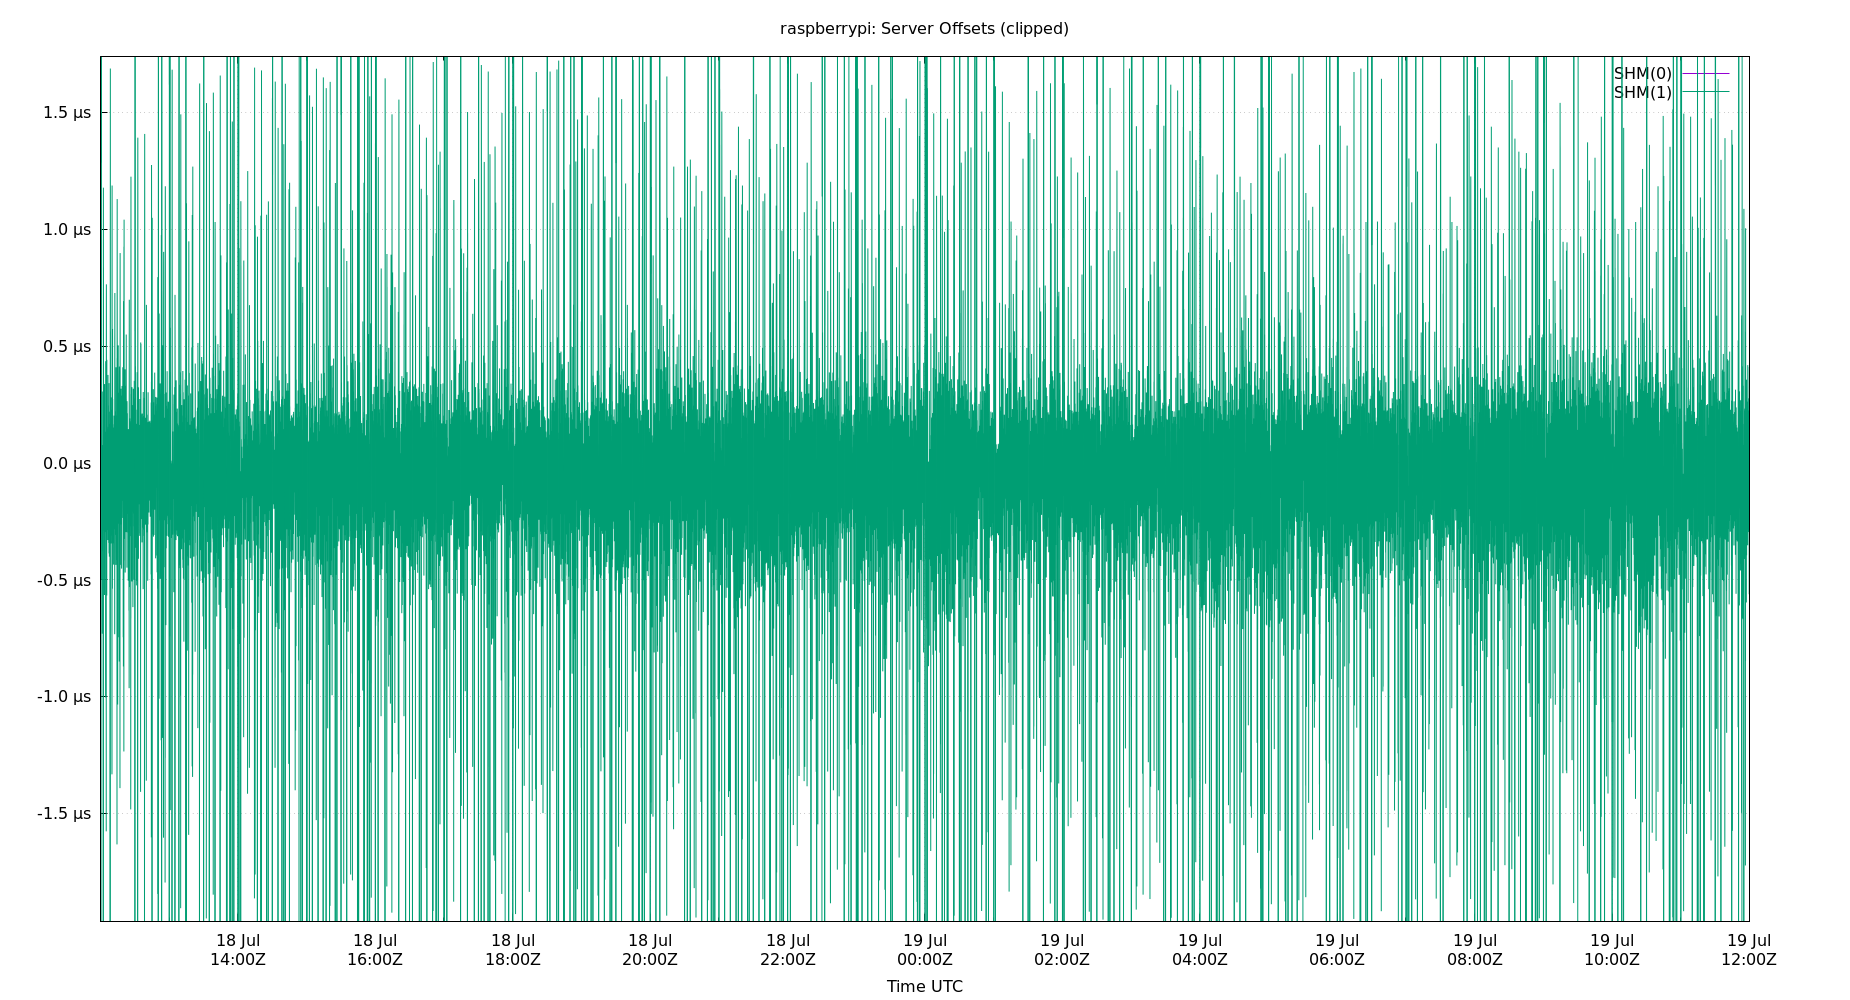 raspberrypi: Server Offsets (clipped)
SHM(0)
SHM(1)
1.5 µs
1.0 µs
0.5 µs
0.0 µs
-0.5 µs
-1.0 µs
-1.5 µs
18 Jul 18 Jul 18 Jul 18 Jul 18 Jul 19 Jul 19 Jul 19 Jul 19 Jul 19 Jul 19 Jul 19 Jul
14:00Z 16:00Z 18:00Z 20:00Z 22:00Z 00:00Z 02:00Z 04:00Z 06:00Z 08:00Z 10:00Z 12:00Z
Time UTC